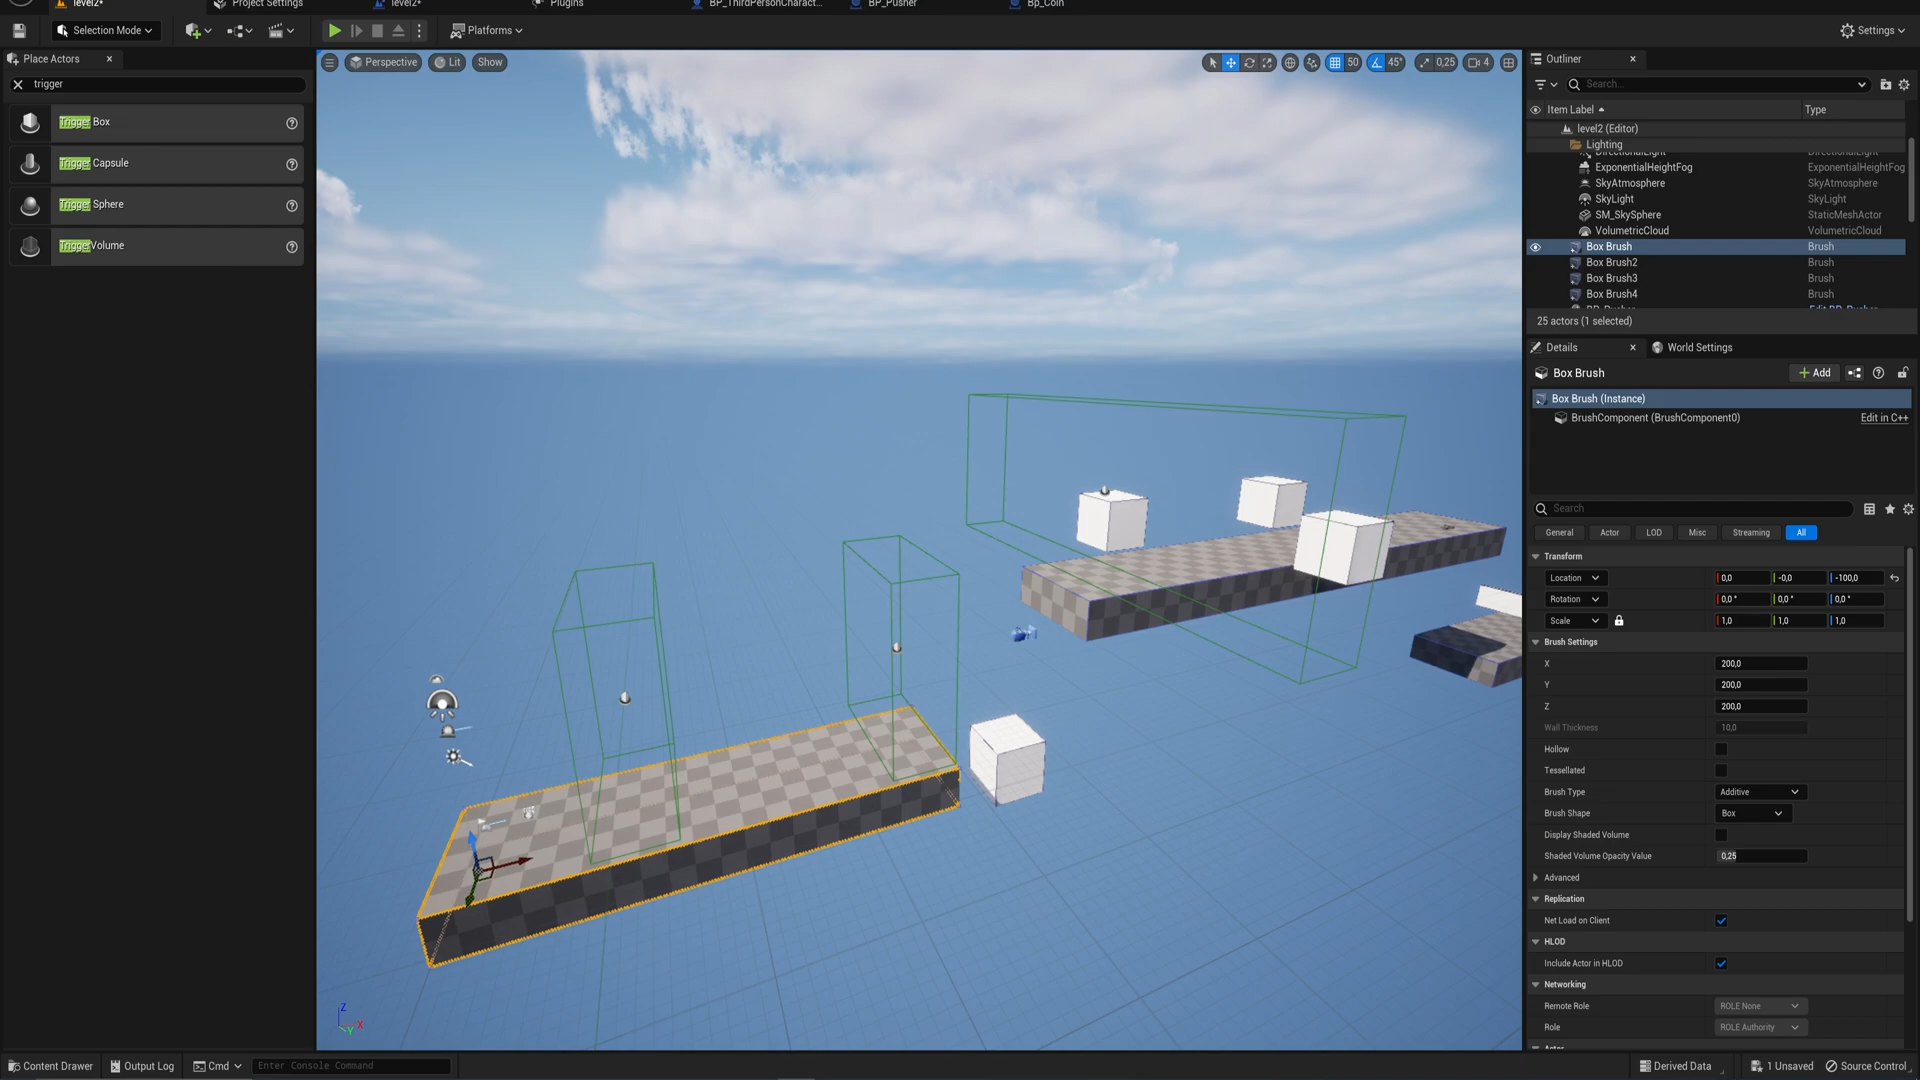 level2*
Project Settings
level2*
Plugins
BP_ThirdPersonCharact...
BP_Pusher
Bp_Coin
Selection Mode
Platforms
Settings
Place Actors
trigger
Trigger Box
Trigger Capsule
Trigger Sphere
TriggerVolume
Perspective
Lit
Show
50
45°
0,25
4
Outliner
Search...
Item Label
Type
level2 (Editor)
Lighting
DirectionalLight DirectionalLight
ExponentialHeightFog ExponentialHeightFog
SkyAtmosphere SkyAtmosphere
SkyLight SkyLight
SM_SkySphere StaticMeshActor
VolumetricCloud VolumetricCloud
Box Brush Brush
Box Brush2 Brush
Box Brush3 Brush
Box Brush4 Brush
BP_Pusher Edit BP_Pusher
25 actors (1 selected)
Details
World Settings
Box Brush
Add
Box Brush (Instance)
BrushComponent (BrushComponent0) Edit in C++
Search
General Actor LOD Misc Streaming All
Transform
Location 0,0 -0,0 -100,0
Rotation 0,0 ° 0,0 ° 0,0 °
Scale 1,0 1,0 1,0
Brush Settings
X 200,0
Y 200,0
Z 200,0
Wall Thickness 10,0
Hollow
Tessellated
Brush Type Additive
Brush Shape Box
Display Shaded Volume
Shaded Volume Opacity Value 0,25
Advanced
Replication
Net Load on Client
HLOD
Include Actor in HLOD
Networking
Remote Role ROLE None
Role ROLE Authority
Actor
Z
X
Y
Content Drawer
Output Log
Cmd
Enter Console Command
Derived Data
1 Unsaved
Source Control